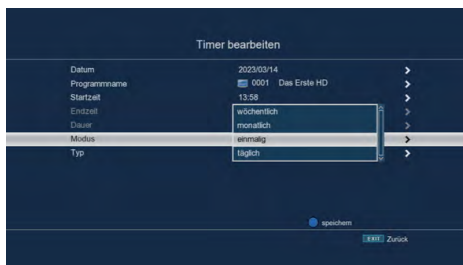 Timer bearbeiten
Datum 2023/03/14
Programmname 0001 Das Erste HD
Startzeit 13:58
Endzeit wöchentlich
Dauer monatlich
Modus einmalig
Typ täglich
speichern
EXIT Zurück